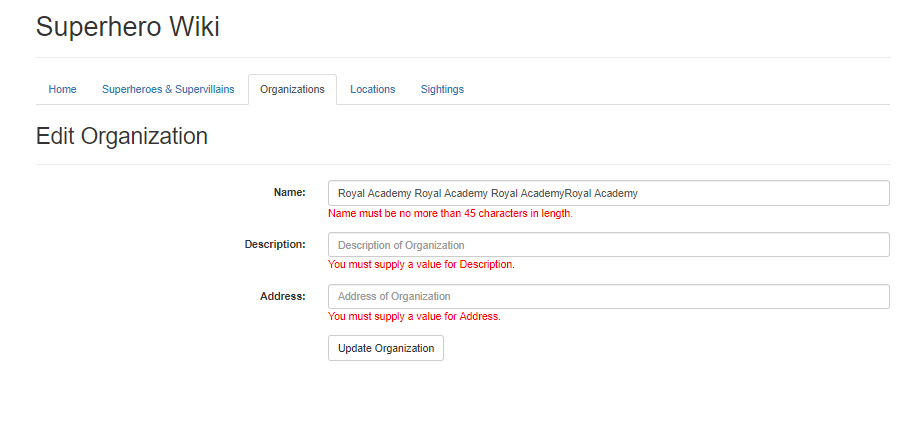 Superhero Wiki
Home Superheroes & Supervillains Organizations Locations Sightings
Edit Organization
Name: Royal Academy Royal Academy Royal AcademyRoyal Academy
Name must be no more than 45 characters in length.
Description: Description of Organization
You must supply a value for Description.
Address: Address of Organization
You must supply a value for Address.
Update Organization